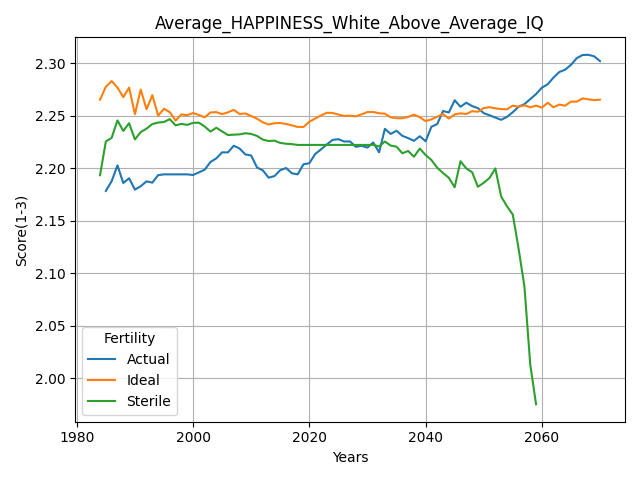 Average_HAPPINESS_White_Above_Average_IQ
2.30
2.25
2.20
2.15
2.10
2.05
2.00
Score(1-3)
Fertility
Actual
Ideal
Sterile
1980 2000 2020 2040 2060
Years